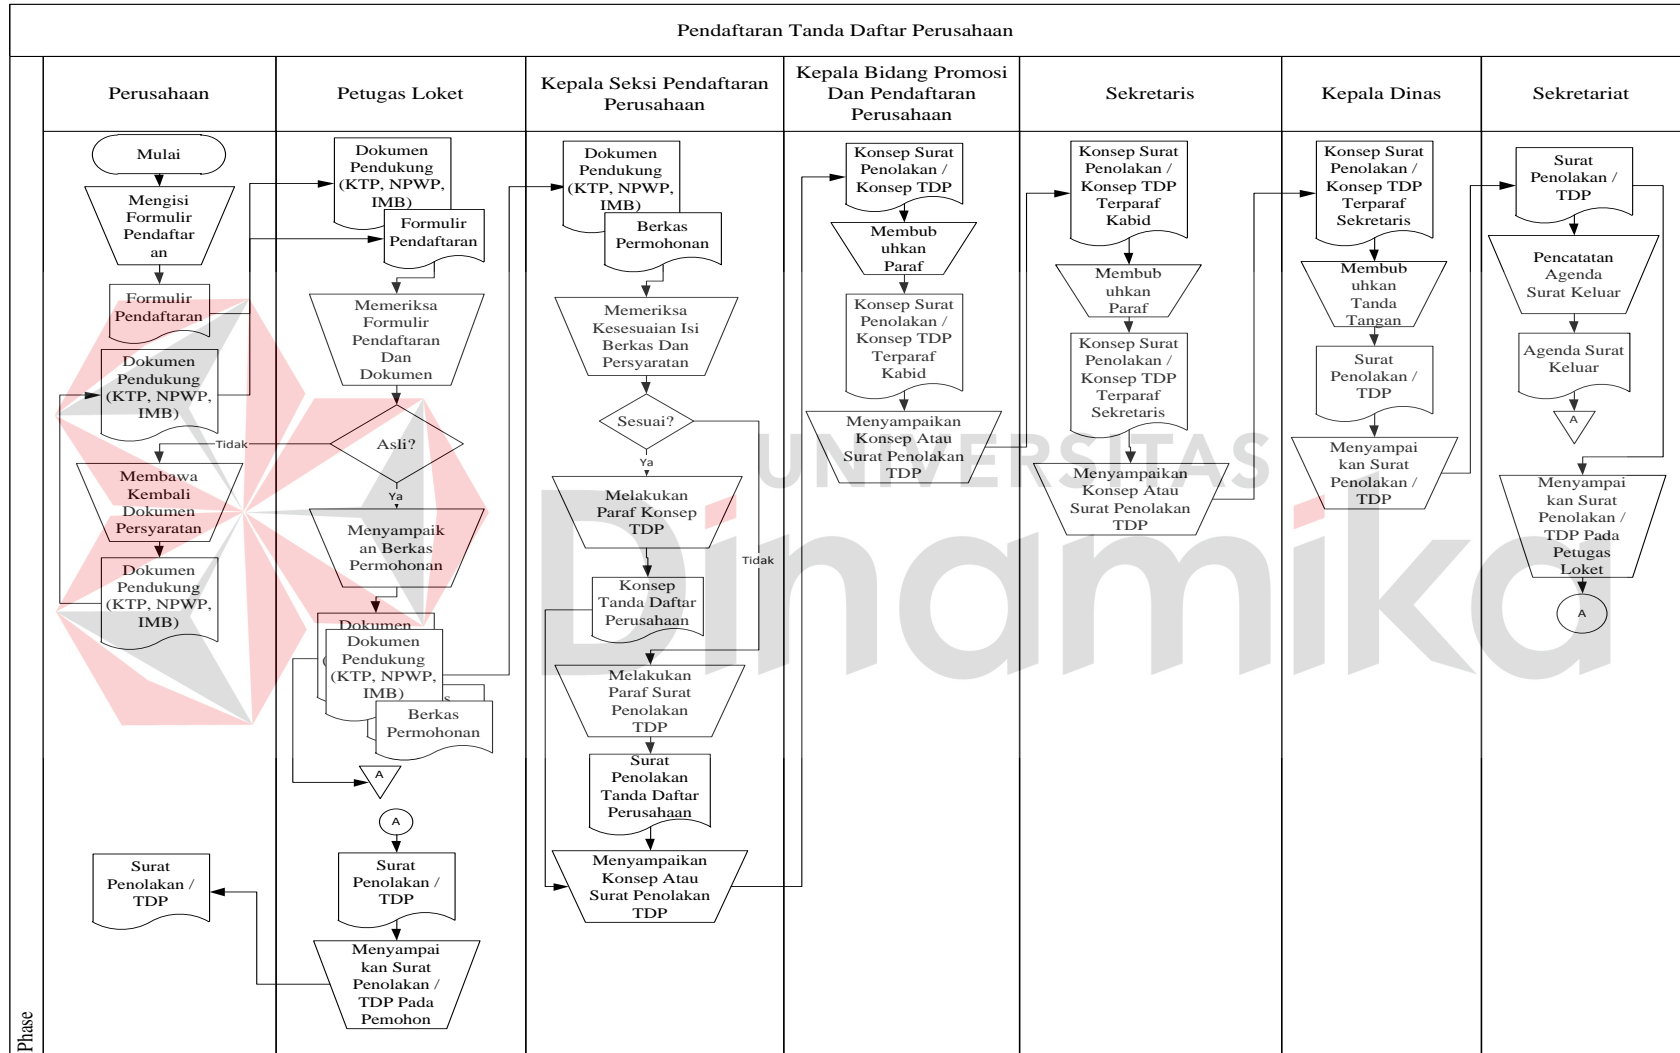 Pendaftaran Tanda Daftar Perusahaan
Phase
Perusahaan
Petugas Loket
Kepala Seksi Pendaftaran
Perusahaan
Kepala Bidang Promosi
Dan Pendaftaran
Perusahaan
Sekretaris
Kepala Dinas
Sekretariat
Mulai
Mengisi
Formulir
Pendaftar
an
Formulir
Pendaftaran
Dokumen
Pendukung
(KTP, NPWP,
IMB)
Tidak
Membawa
Kembali
Dokumen
Persyaratan
Dokumen
Pendukung
(KTP, NPWP,
IMB)
Surat
Penolakan /
TDP
Dokumen
Pendukung
(KTP, NPWP,
IMB)
Formulir
Pendaftaran
Memeriksa
Formulir
Pendaftaran
Dan
Dokumen
Asli?
Ya
Menyampaik
an Berkas
Permohonan
Dokumen
Dokumen
Pendukung
(KTP, NPWP,
IMB)
s
Berkas
Permohonan
A
A
Surat
Penolakan /
TDP
Menyampai
kan Surat
Penolakan /
TDP Pada
Pemohon
Dokumen
Pendukung
(KTP, NPWP,
IMB)
Berkas
Permohonan
Memeriksa
Kesesuaian Isi
Berkas Dan
Persyaratan
Sesuai?
Ya
Melakukan
Paraf Konsep
TDP
Tidak
Konsep
Tanda Daftar
Perusahaan
Melakukan
Paraf Surat
Penolakan
TDP
Surat
Penolakan
Tanda Daftar
Perusahaan
Menyampaikan
Konsep Atau
Surat Penolakan
TDP
Konsep Surat
Penolakan /
Konsep TDP
Membub
uhkan
Paraf
Konsep Surat
Penolakan /
Konsep TDP
Terparaf
Kabid
Menyampaikan
Konsep Atau
Surat Penolakan
TDP
Konsep Surat
Penolakan /
Konsep TDP
Terparaf
Kabid
Membub
uhkan
Paraf
Konsep Surat
Penolakan /
Konsep TDP
Terparaf
Sekretaris
Menyampaikan
Konsep Atau
Surat Penolakan
TDP
Konsep Surat
Penolakan /
Konsep TDP
Terparaf
Sekretaris
Membub
uhkan
Tanda
Tangan
Surat
Penolakan /
TDP
Menyampai
kan Surat
Penolakan /
TDP
Surat
Penolakan /
TDP
Pencatatan
Agenda
Surat Keluar
Agenda Surat
Keluar
A
Menyampai
kan Surat
Penolakan /
TDP Pada
Petugas
Loket
A
UNIVERSITAS
Dinamika